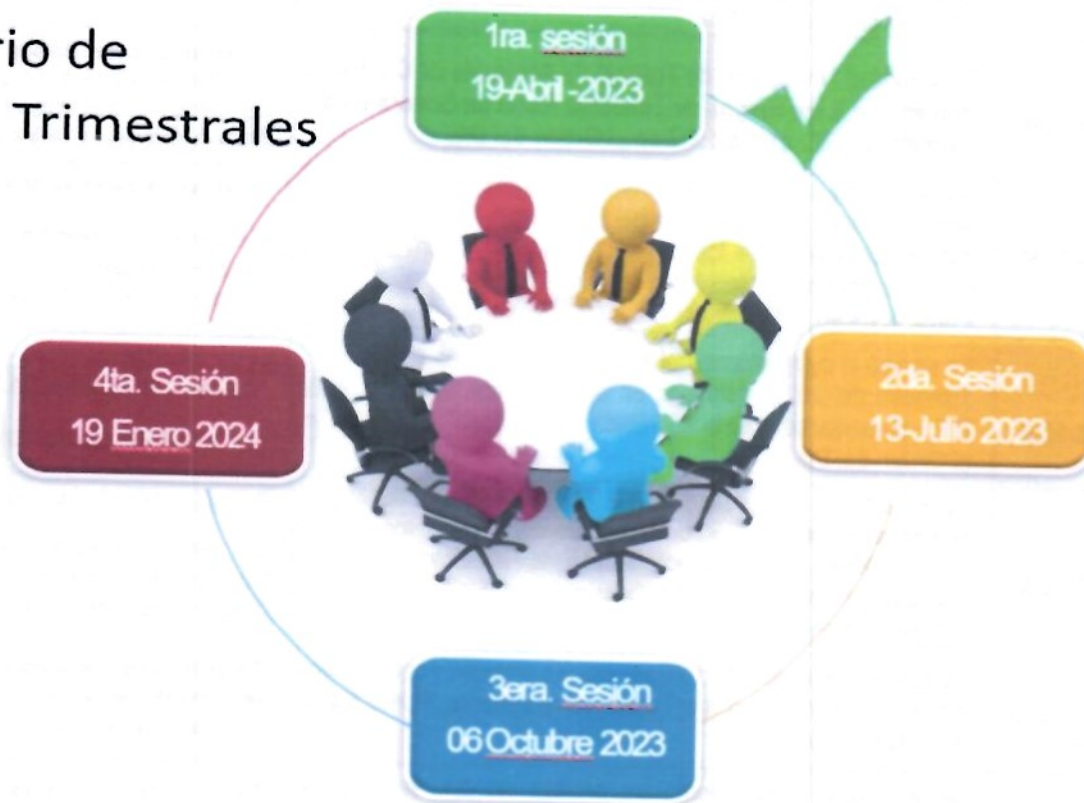 rio de
Trimestrales
1ra. sesión
19-Abril -2023
2da. Sesión
13-Julio 2023
3era. Sesión
06 Octubre 2023
4ta. Sesión
19 Enero 2024